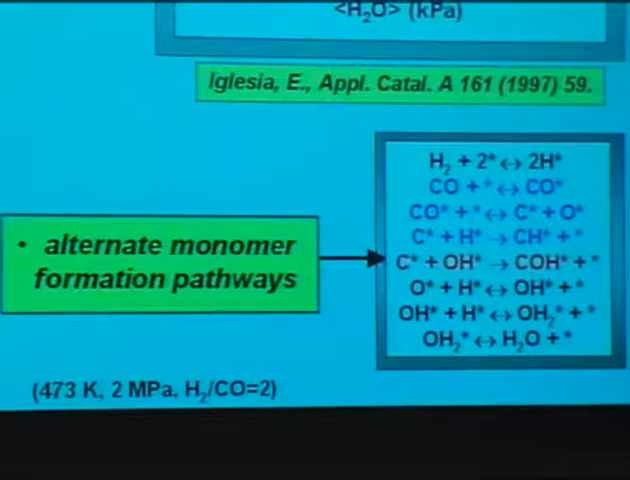 <H₂O> (kPa)
Iglesia, E., Appl. Catal. A 161 (1997) 59.
H₂ + 2* ↔ 2H*
CO + * ↔ CO*
CO* + * ↔ C* + O*
C* + H* → CH* + *
C* + OH* → COH* + *
O* + H* ↔ OH* + *
OH* + H* ↔ OH₂* + *
OH₂* ↔ H₂O + *
• alternate monomer
formation pathways
(473 K, 2 MPa, H₂/CO=2)